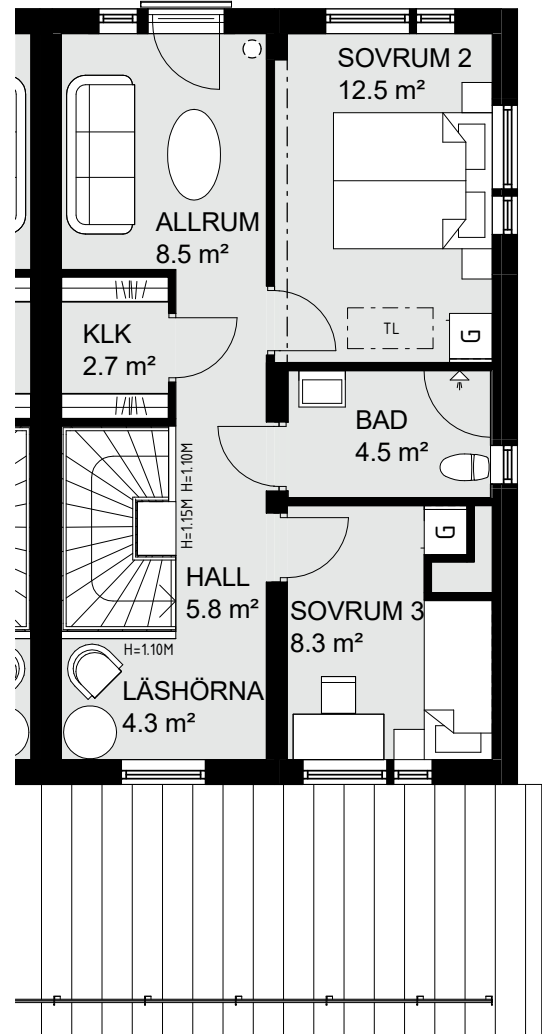 SOVRUM 2
12.5 m²
ALLRUM
8.5 m²
TL
G
KLK
2.7 m²
BAD
4.5 m²
H=1.15M H=1.10M
G
HALL
5.8 m²
SOVRUM 3
8.3 m²
H=1.10M
LÄSHÖRNA
4.3 m²